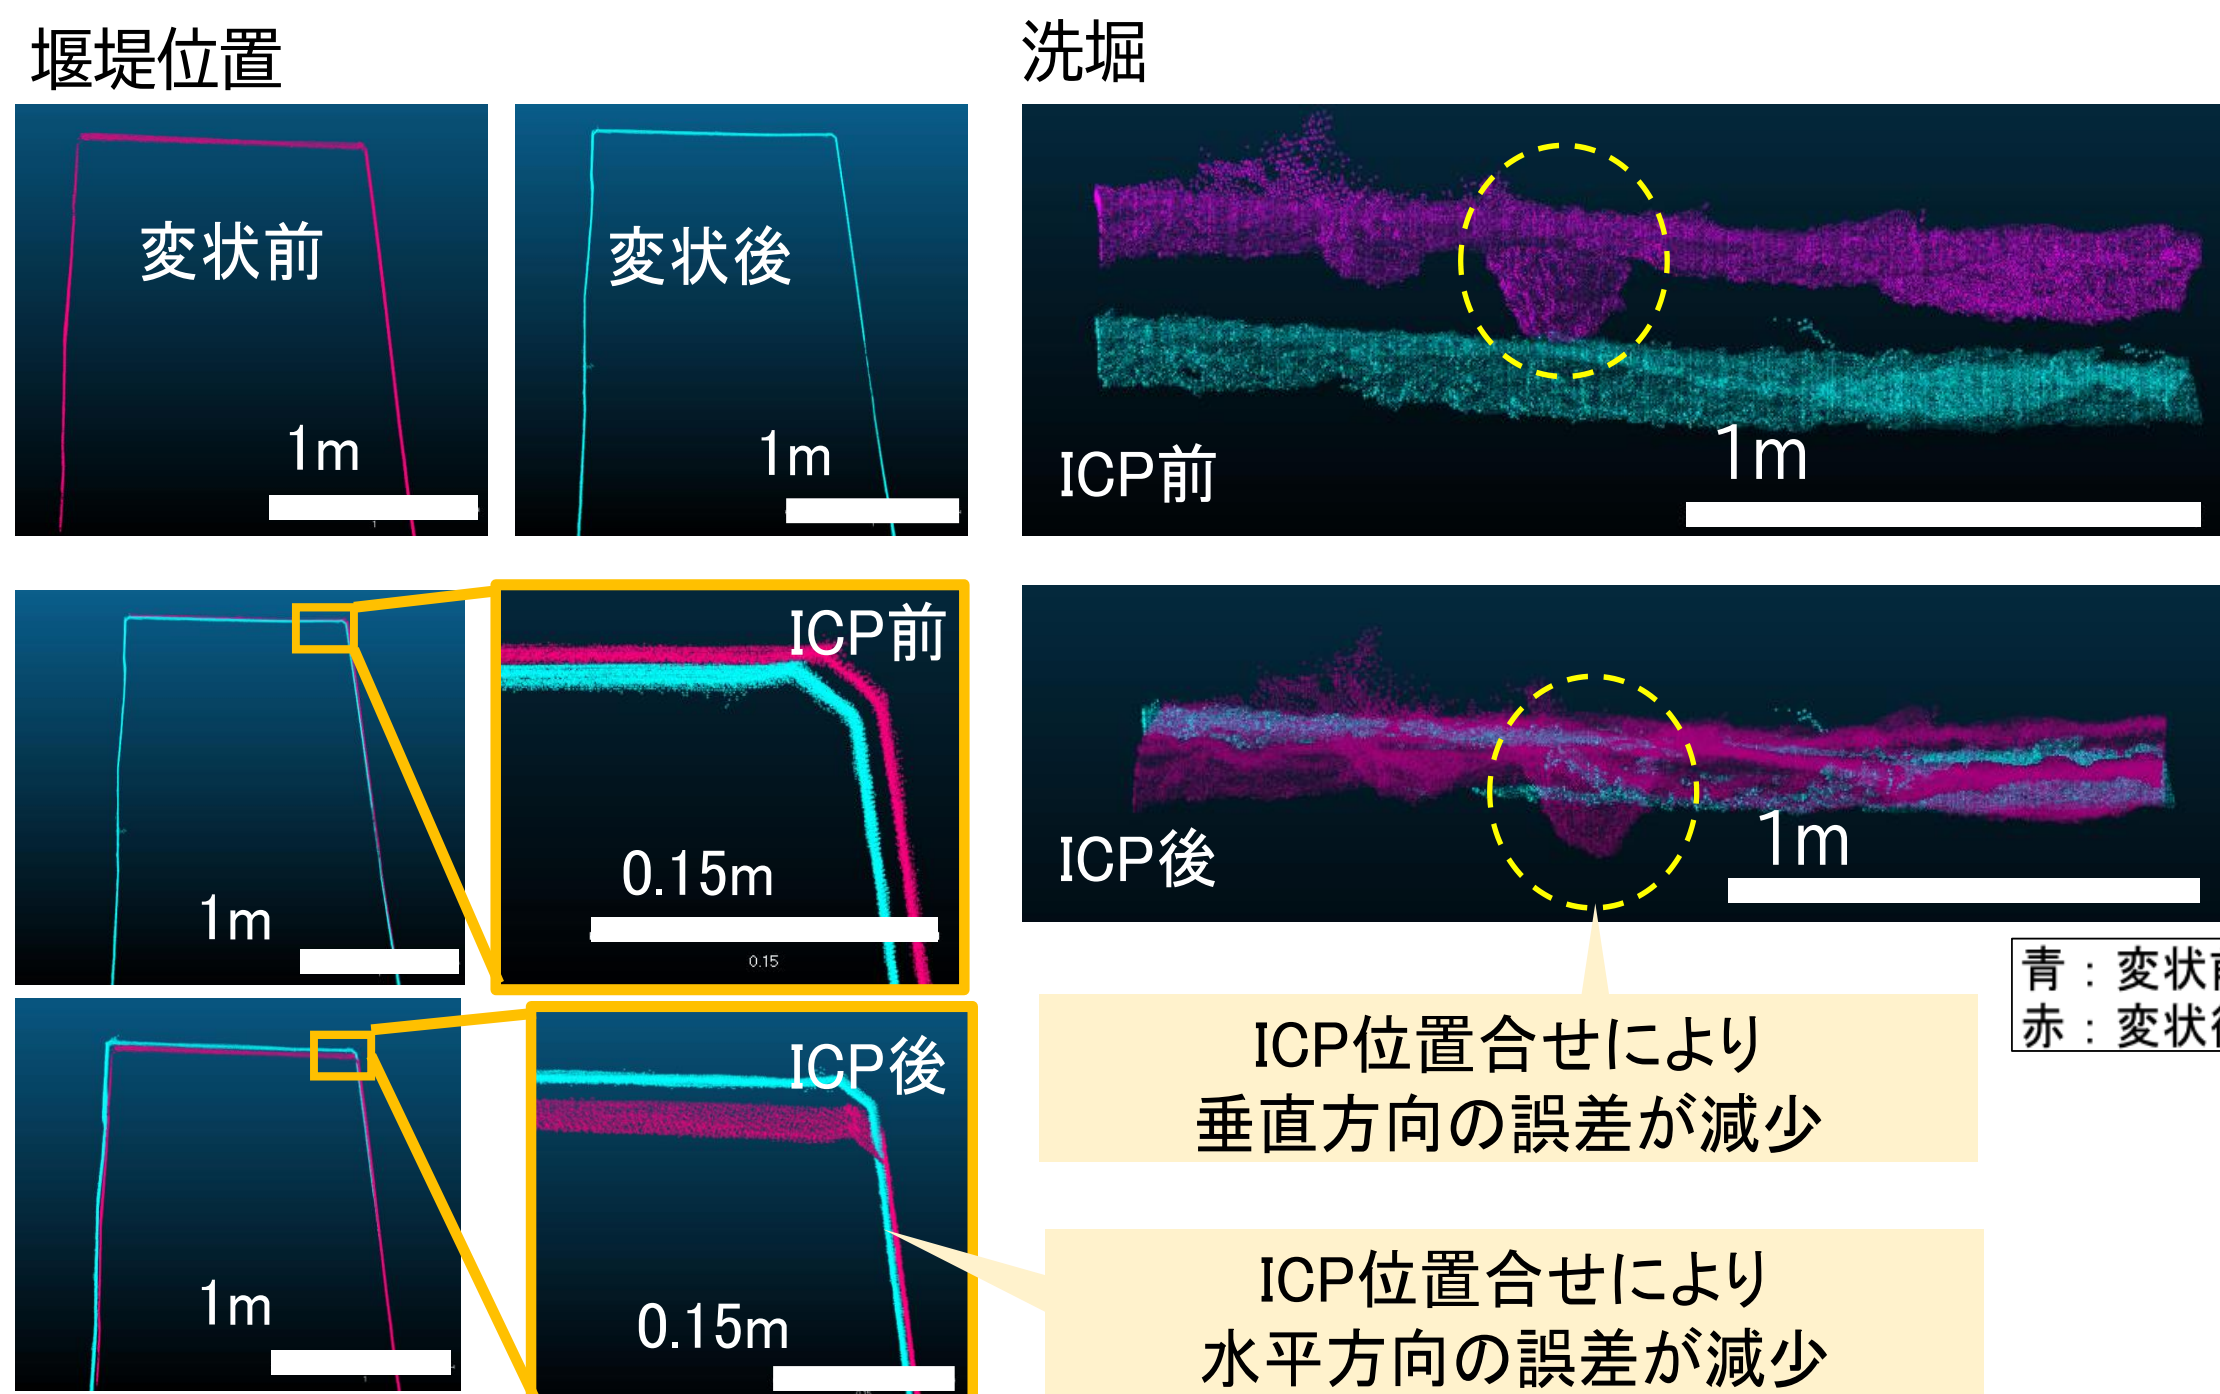 堰堤位置
洗堀
変状前
1m
変状後
1m
ICP前
1m
1m
ICP前
0.15m
0.15
ICP後
1m
1m
ICP後
0.15m
青：変状
赤：変状
ICP位置合せにより
垂直方向の誤差が減少
ICP位置合せにより
水平方向の誤差が減少